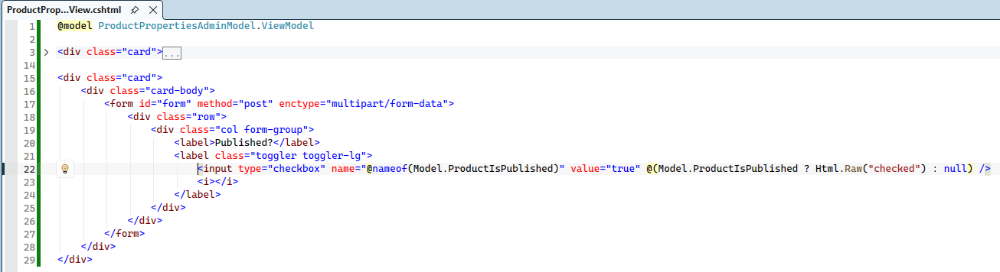 ProductProp...View.cshtml
1 @model ProductPropertiesAdminModel.ViewModel
2
3 <div class="card">...
14
15 <div class="card">
16 <div class="card-body">
17 <form id="form" method="post" enctype="multipart/form-data">
18 <div class="row">
19 <div class="col form-group">
20 <label>Published?</label>
21 <label class="toggler toggler-lg">
22 <input type="checkbox" name="@nameof(Model.ProductIsPublished)" value="true" @(Model.ProductIsPublished ? Html.Raw("checked") : null) />
23 <i></i>
24 </label>
25 </div>
26 </div>
27 </form>
28 </div>
29 </div>